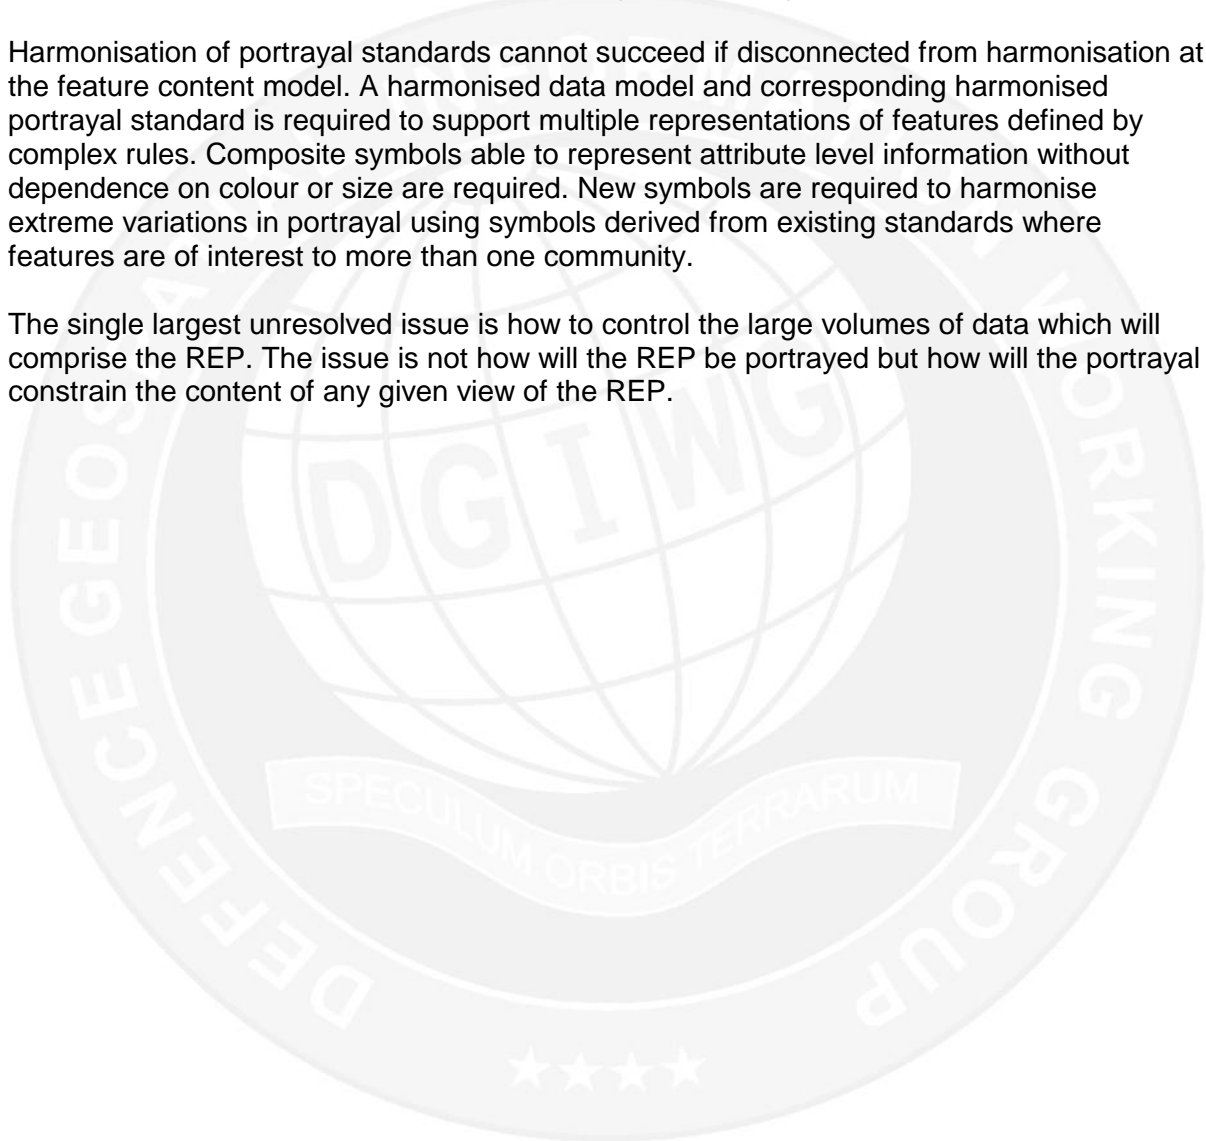 Harmonisation of portrayal standards cannot succeed if disconnected from harmonisation at
the feature content model. A harmonised data model and corresponding harmonised
portrayal standard is required to support multiple representations of features defined by
complex rules. Composite symbols able to represent attribute level information without
dependence on colour or size are required. New symbols are required to harmonise
extreme variations in portrayal using symbols derived from existing standards where
features are of interest to more than one community.
The single largest unresolved issue is how to control the large volumes of data which will
comprise the REP. The issue is not how will the REP be portrayed but how will the portrayal
constrain the content of any given view of the REP.
DGIWG
SPECULUM ORBIS TERRARUM
DEFENCE GEOSPATIAL INFORMATION WORKING GROUP